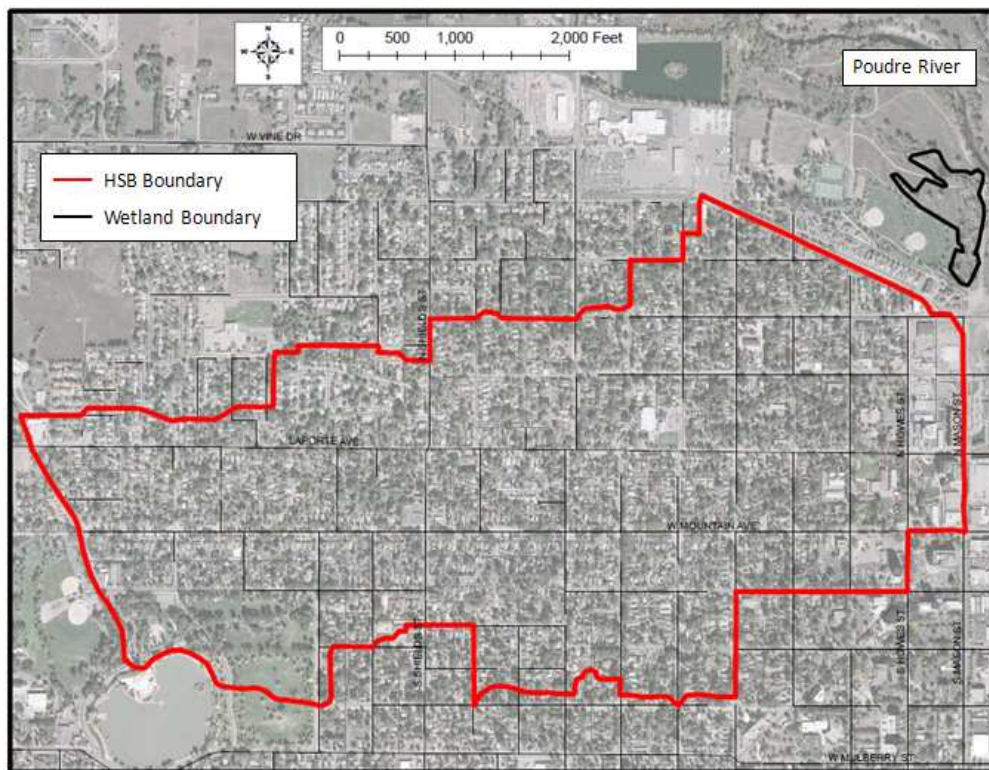 N
W E
S
0 500 1,000 2,000 Feet
Poudre River
W VINE DR
HSB Boundary
Wetland Boundary
N SHIELDS ST
LAPORTE AVE
N HOWES ST
N MASON ST
W MOUNTAIN AVE
S SHIELDS ST
S HOWES ST
S MASON ST
W MULBERRY ST